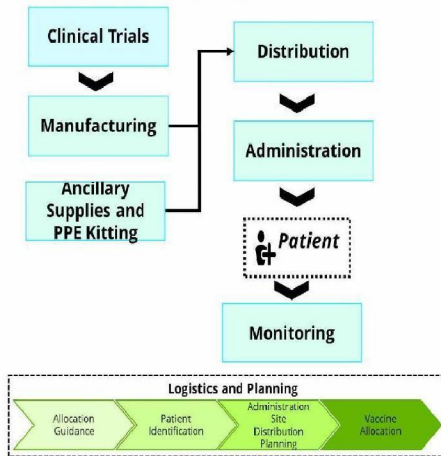 Clinical Trials
Manufacturing
Ancillary
Supplies and
PPE Kitting
Distribution
Administration
Patient
Monitoring
Logistics and Planning
Allocation
Guidance
Patient
Identification
Administration
Site
Distribution
Planning
Vaccine
Allocation